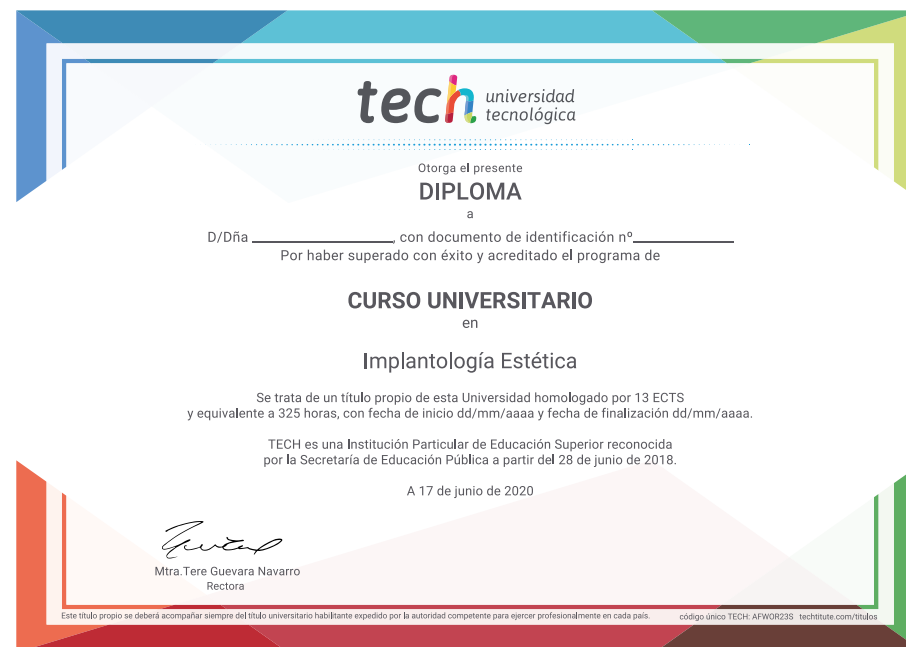 tech universidad
tecnológica
Otorga el presente
DIPLOMA
a
D/Dña ____________________, con documento de identificación nº______________
Por haber superado con éxito y acreditado el programa de
CURSO UNIVERSITARIO
en
Implantología Estética
Se trata de un título propio de esta Universidad homologado por 13 ECTS
y equivalente a 325 horas, con fecha de inicio dd/mm/aaaa y fecha de finalización dd/mm/aaaa.
TECH es una Institución Particular de Educación Superior reconocida
por la Secretaría de Educación Pública a partir del 28 de junio de 2018.
A 17 de junio de 2020
Mtra.Tere Guevara Navarro
Rectora
Este título propio se deberá acompañar siempre del título universitario habilitante expedido por la autoridad competente para ejercer profesionalmente en cada país. código único TECH: AFWOR23S techtitute.com/titulos